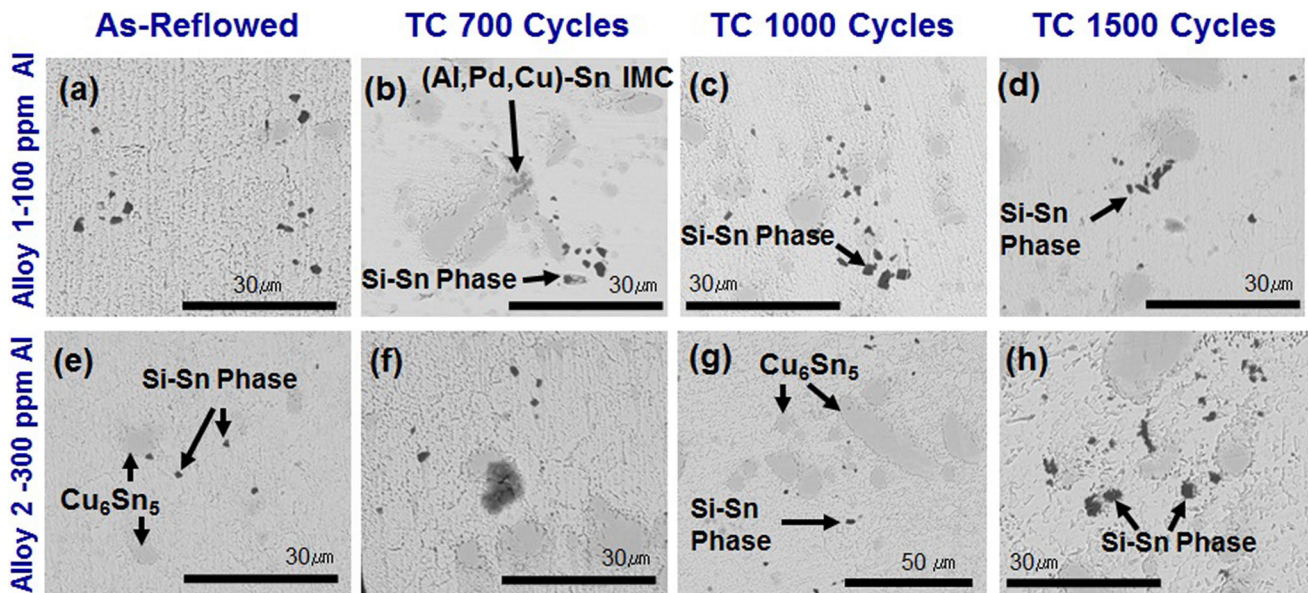 As-Reflowed
TC 700 Cycles
TC 1000 Cycles
TC 1500 Cycles
Alloy 1-100 ppm Al
(a)
30㎛
(b)
(Al,Pd,Cu)-Sn IMC
Si-Sn Phase
30㎛
(c)
Si-Sn Phase
30㎛
(d)
Si-Sn
Phase
30㎛
Alloy 2 -300 ppm Al
(e)
Si-Sn Phase
Cu₆Sn₅
30㎛
(f)
30㎛
(g)
Cu₆Sn₅
Si-Sn
Phase
50 ㎛
(h)
Si-Sn Phase
30㎛